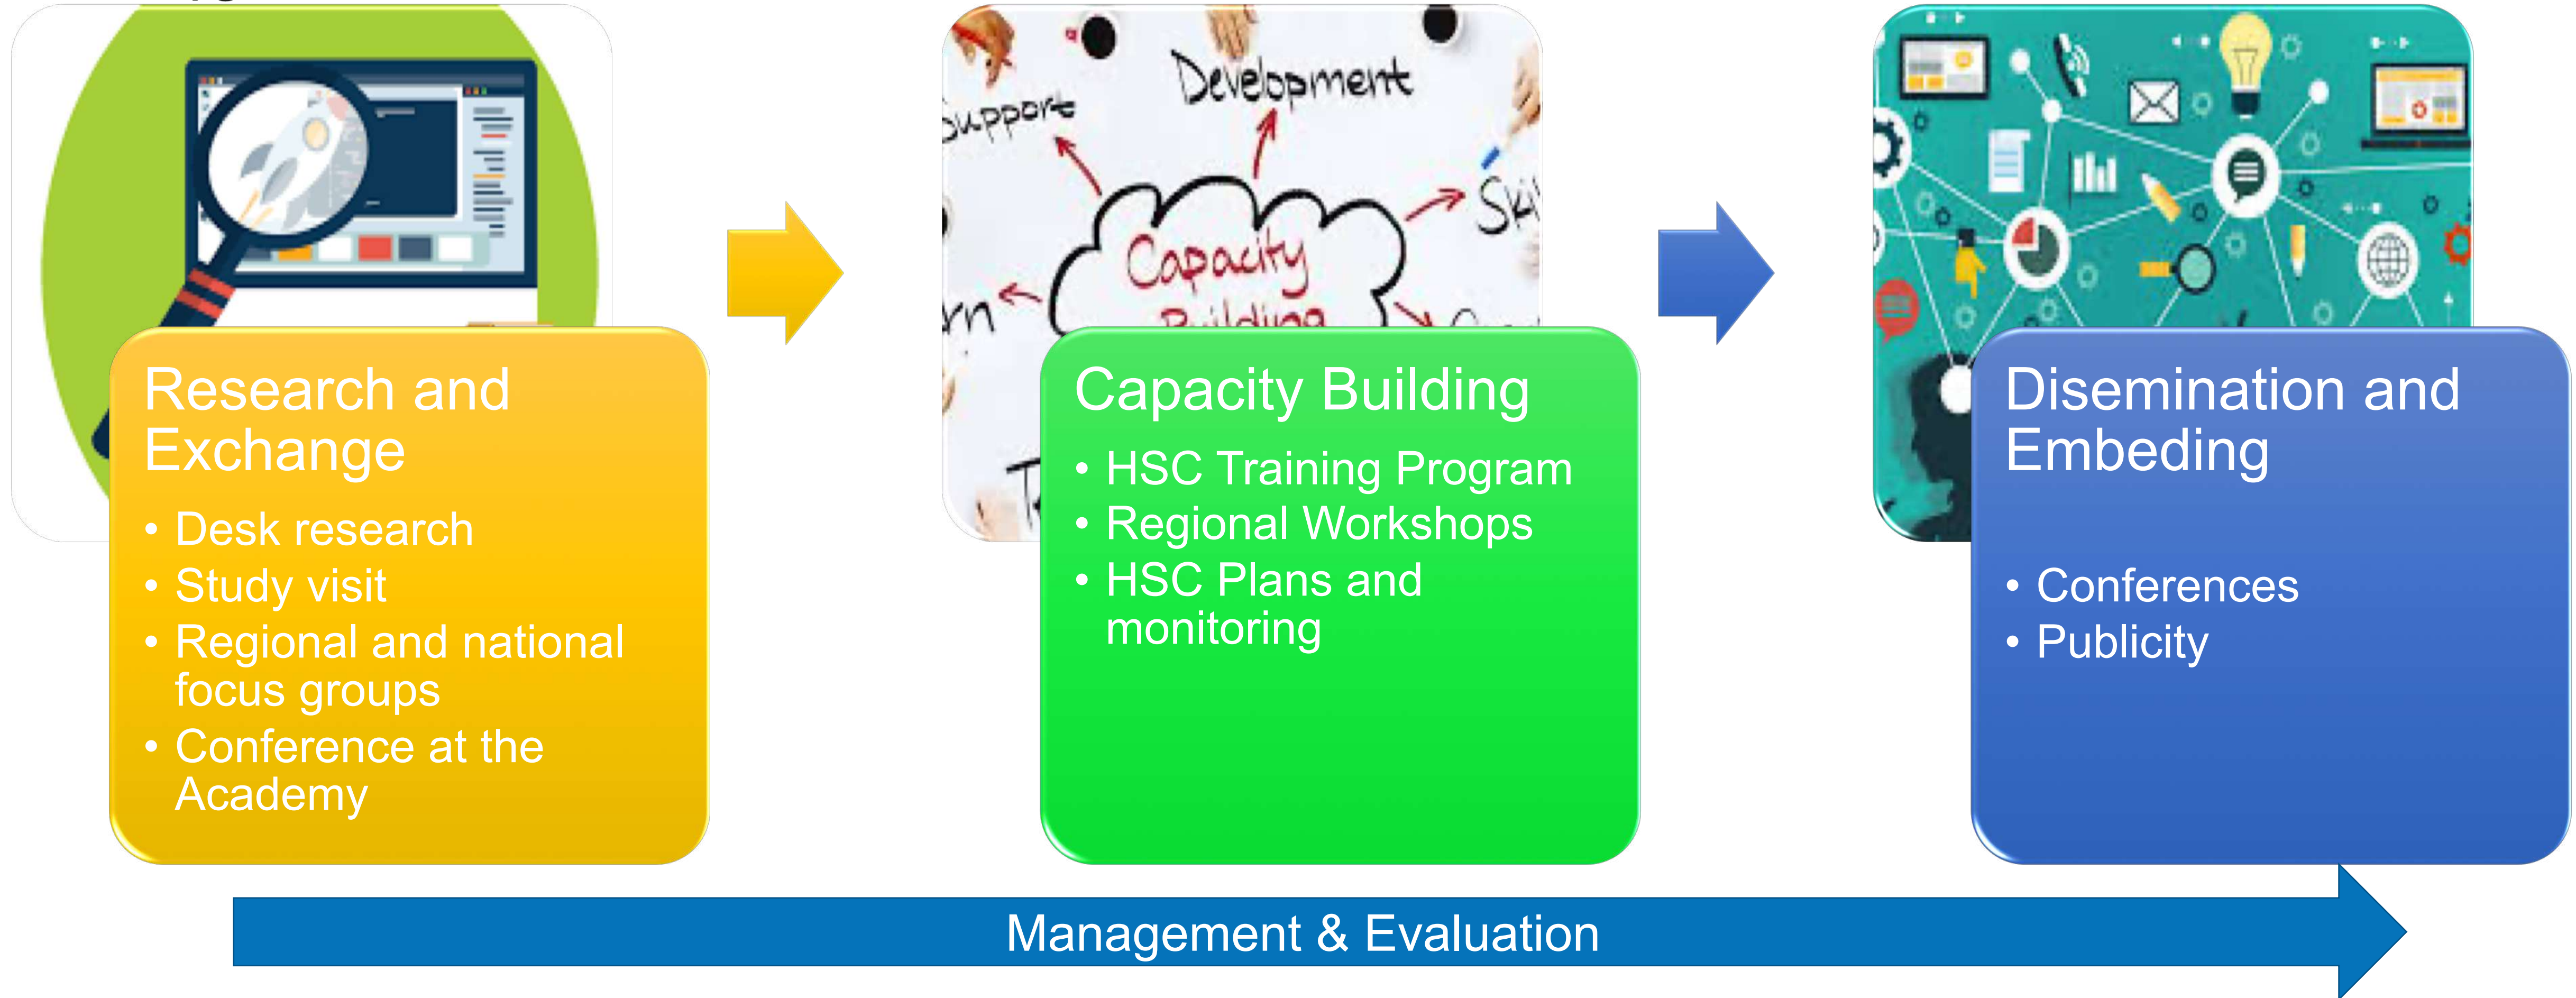 Support
Development
Capacity
Building
Research and
Exchange
• Desk research
• Study visit
• Regional and national
focus groups
• Conference at the
Academy
Capacity Building
• HSC Training Program
• Regional Workshops
• HSC Plans and
monitoring
Disemination and
Embeding
• Conferences
• Publicity
Management & Evaluation